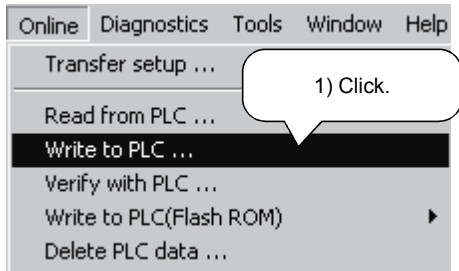 Online Diagnostics Tools Window Help
Transfer setup ...
1) Click.
Read from PLC ...
Write to PLC ...
Verify with PLC ...
Write to PLC(Flash ROM)
Delete PLC data ...